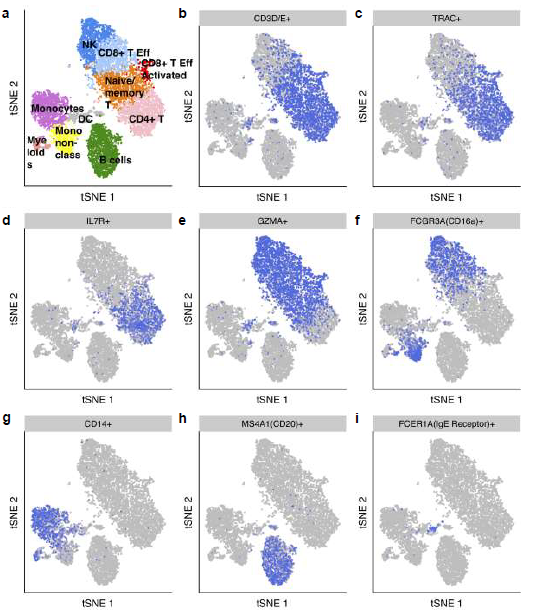 a
NK
CD8+ T Eff
CD8+ T Eff
Activated
Naive/
memory
T
Monocytes
DC
CD4+ T
Mye
loid
s
Mono
non-
class
B cells
tSNE 1
tSNE 2
b
CD3D/E+
tSNE 1
tSNE 2
c
TRAC+
tSNE 1
tSNE 2
d
IL7R+
tSNE 1
tSNE 2
e
GZMA+
tSNE 1
tSNE 2
f
FCGR3A(CD16a)+
tSNE 1
tSNE 2
g
CD14+
tSNE 1
tSNE 2
h
MS4A1(CD20)+
tSNE 1
tSNE 2
i
FCER1A(IgE Receptor)+
tSNE 1
tSNE 2